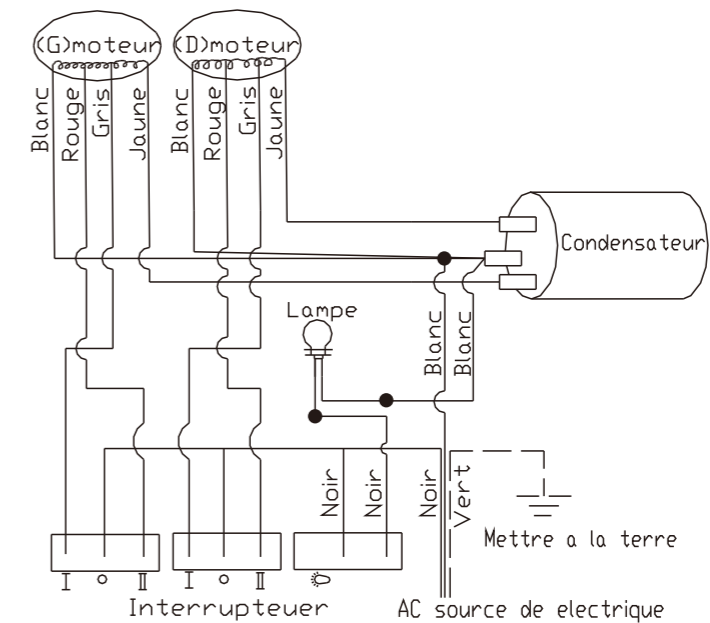 (G)moteur (D)moteur
Blanc Rouge Gris Jaune Blanc Rouge Gris Jaune
Condensateur
Lampe
Blanc Blanc
Noir Noir Noir Vert
Mettre a la terre
I o II I o II
Interrupteuer AC source de electrique